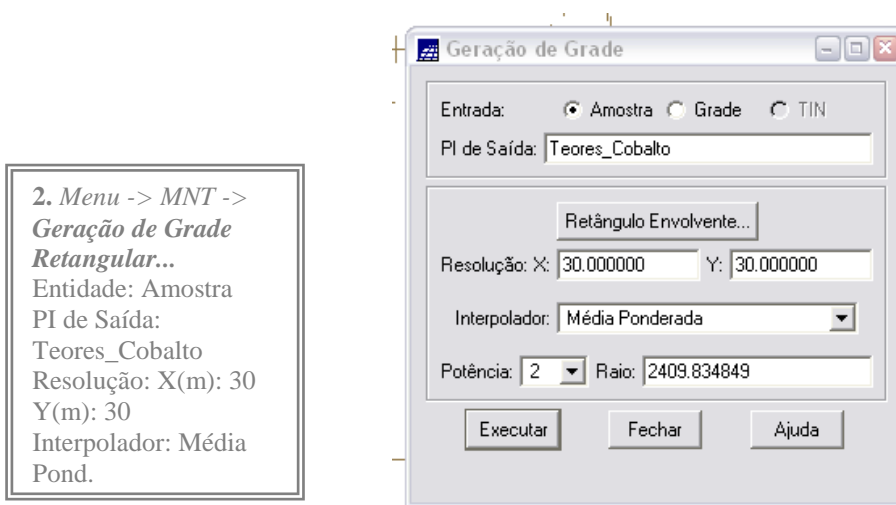 2. Menu -> MNT ->
Geração de Grade
Retangular...
Entidade: Amostra
PI de Saída:
Teores_Cobalto
Resolução: X(m): 30
Y(m): 30
Interpolador: Média
Pond.
Geração de Grade
Entrada: Amostra Grade TIN
PI de Saída: Teores_Cobalto
Retângulo Envolvente...
Resolução: X: 30.000000 Y: 30.000000
Interpolador: Média Ponderada
Potência: 2 Raio: 2409.834849
Executar Fechar Ajuda